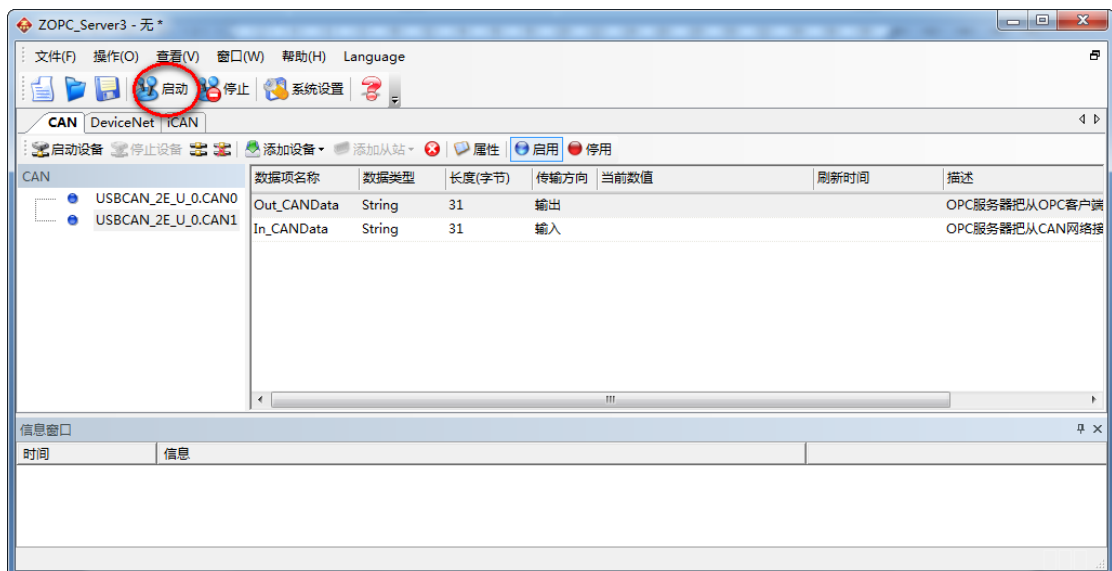 ZOPC_Server3 - 无 *
文件(F) 操作(O) 查看(V) 窗口(W) 帮助(H) Language
启动 停止 系统设置
CAN DeviceNet iCAN
启动设备 停止设备 添加设备 添加从站 属性 启用 停用
CAN
数据项名称 数据类型 长度(字节) 传输方向 当前数值 刷新时间 描述
USBCAN_2E_U_0.CAN0
Out_CANData String 31 输出 OPC服务器把从OPC客户端
USBCAN_2E_U_0.CAN1
In_CANData String 31 输入 OPC服务器把从CAN网络接
信息窗口
时间 信息